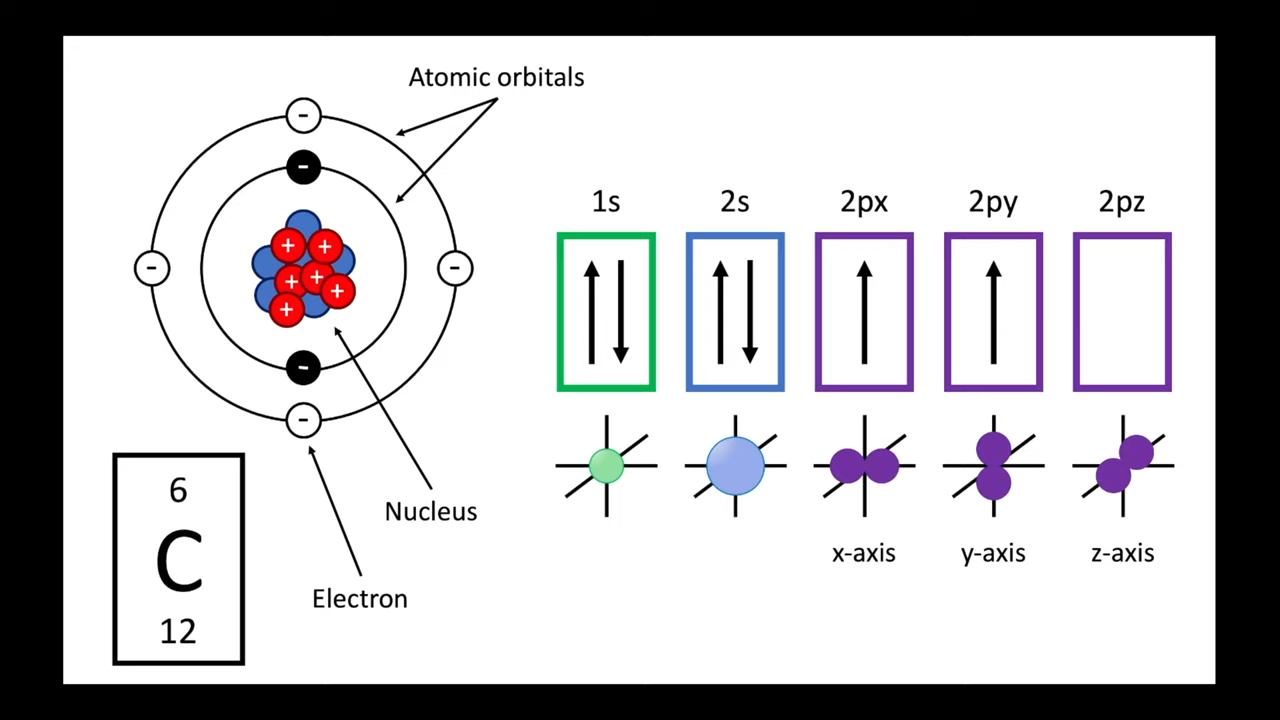 Atomic orbitals
-
-
-
-
-
-
+
+
+
+
+
+
Nucleus
Electron
6
C
12
1s
2s
2px
2py
2pz
x-axis
y-axis
z-axis